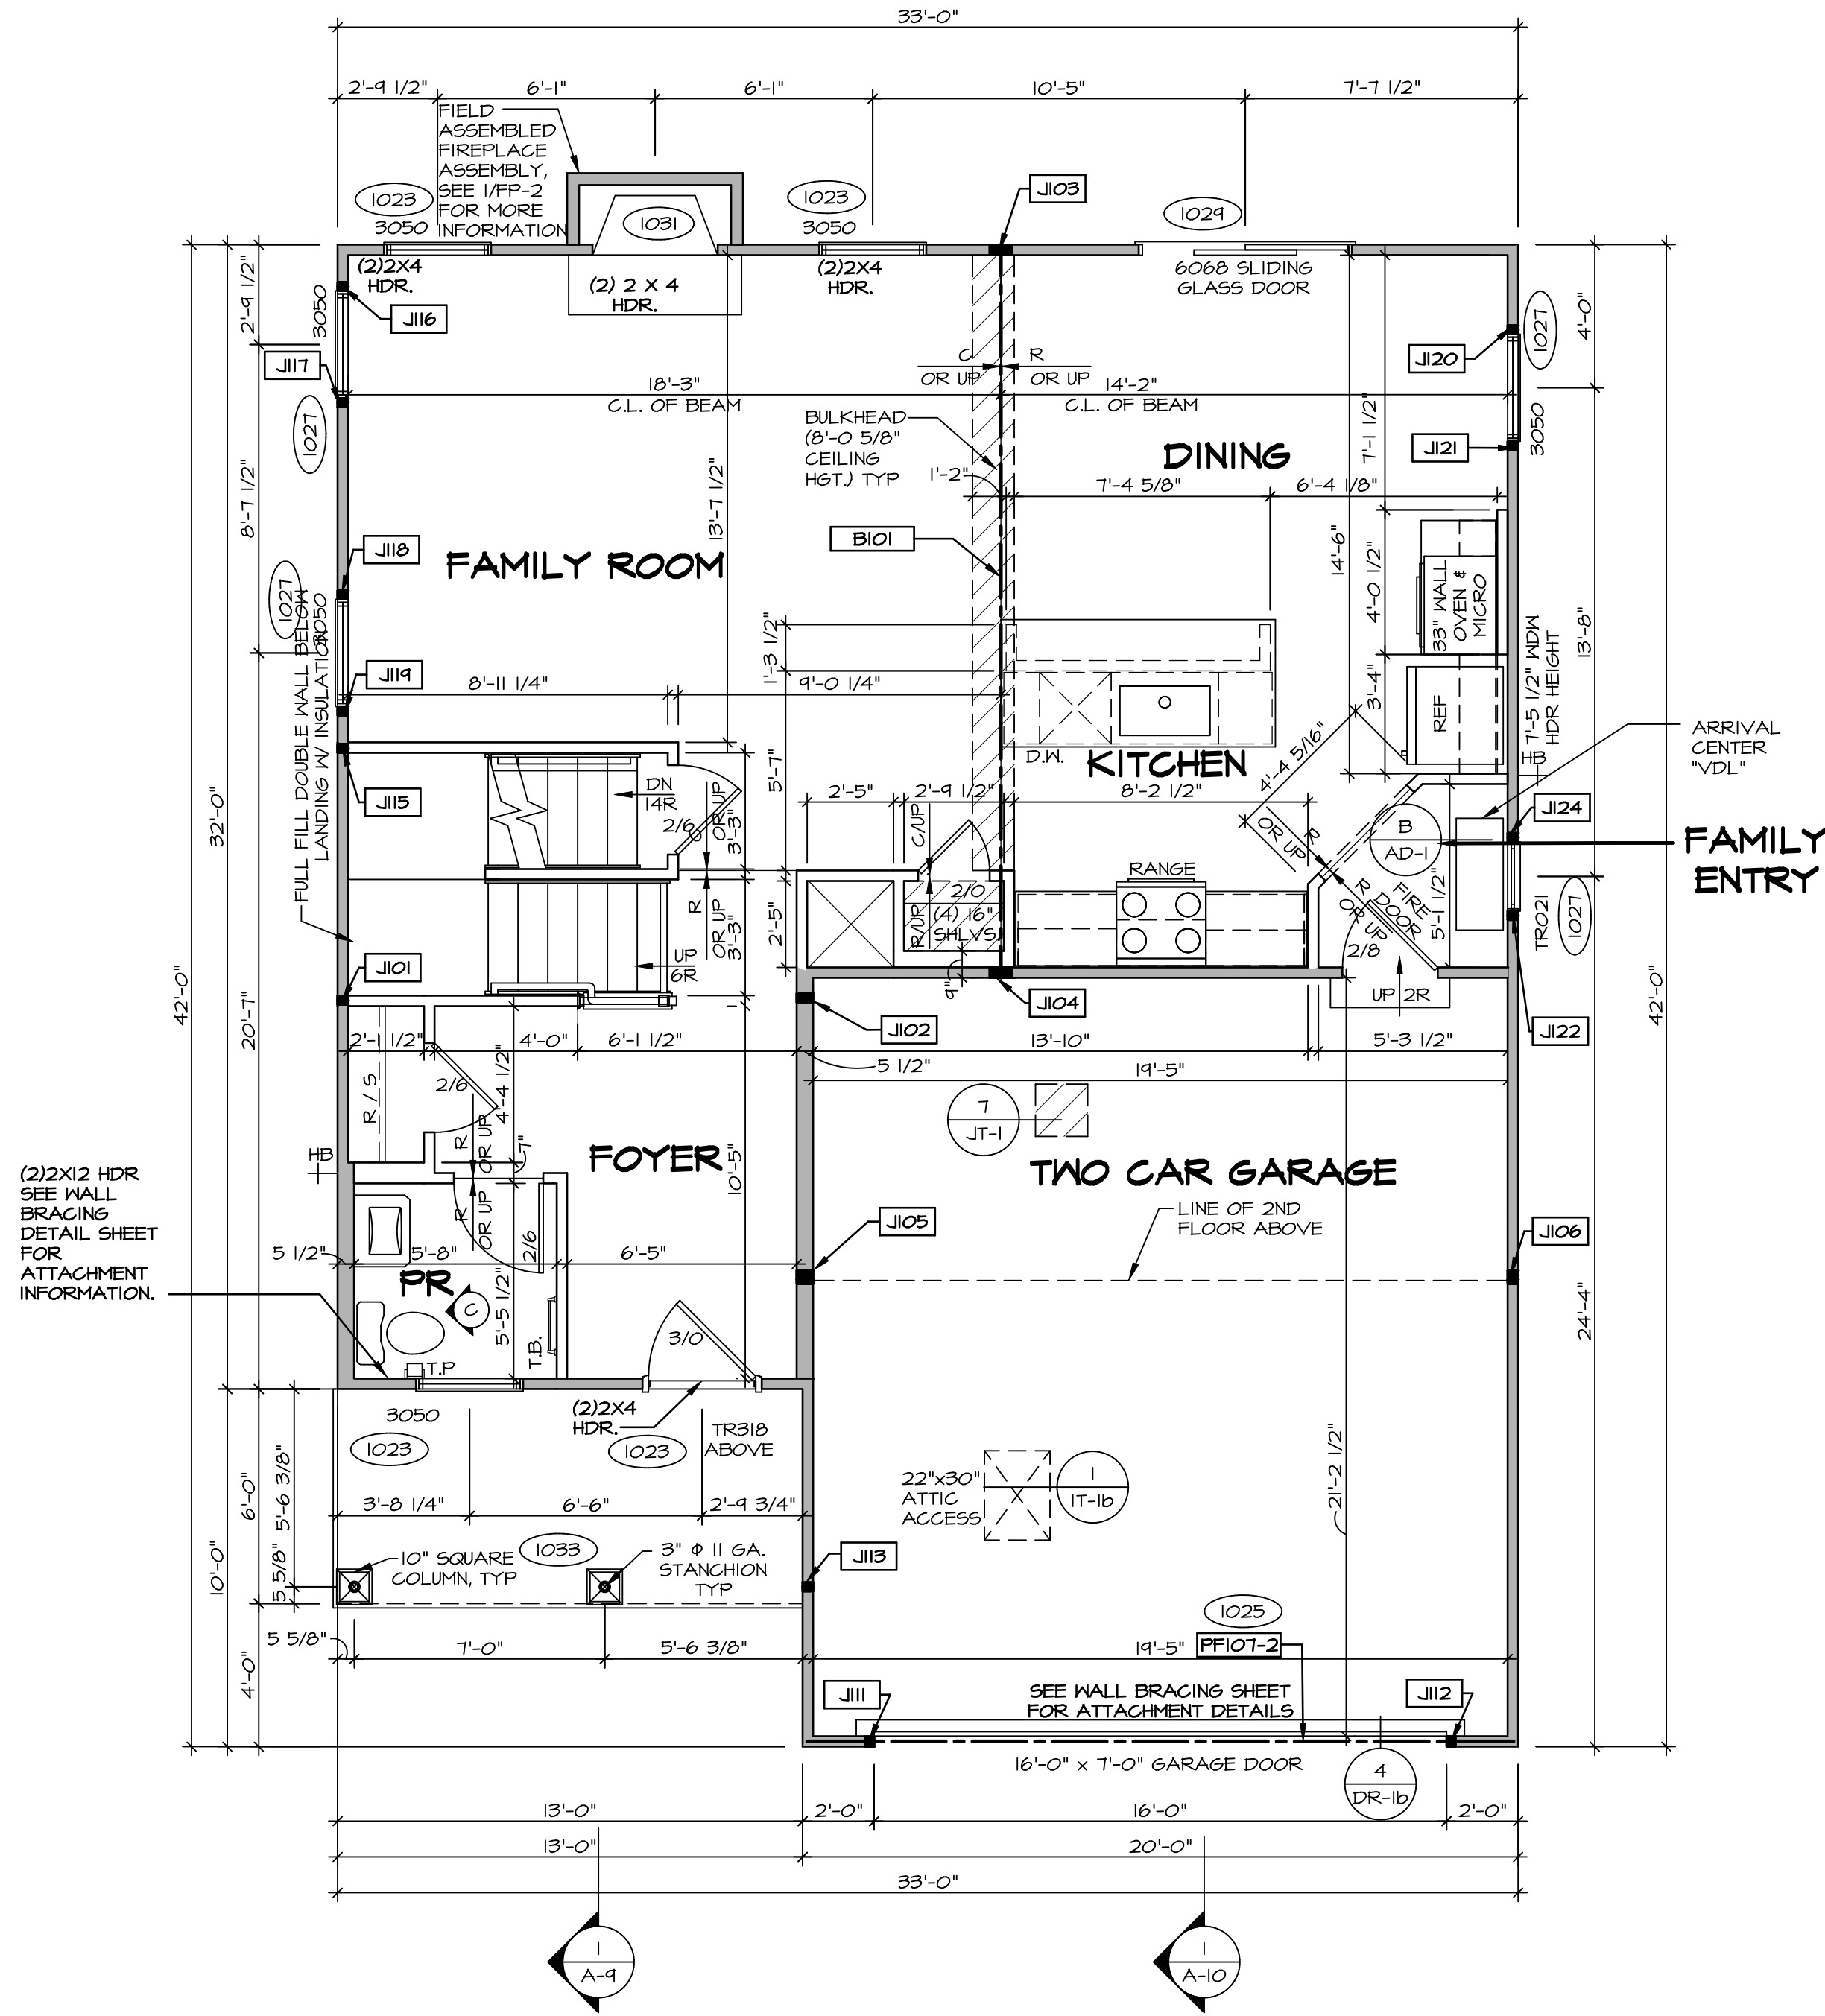 33'-0"
2'-9 1/2"
6'-1"
6'-1"
10'-5"
7'-7 1/2"
FIELD
ASSEMBLED
FIREPLACE
ASSEMBLY,
SEE 1/FP-2
FOR MORE
INFORMATION
1023
3050
1031
1023
3050
J103
1029
(2)2X4
HDR.
(2) 2 X 4
HDR.
(2)2X4
HDR.
6068 SLIDING
GLASS DOOR
2'-9 1/2"
3050
J116
J117
1027
C
OR UP
R
OR UP
18'-3"
C.L. OF BEAM
14'-2"
C.L. OF BEAM
J120
1027
4'-0"
J121
3050
7'-1 1/2"
BULKHEAD
(8'-0 5/8"
CEILING
HGT.) TYP
1'-2"
DINING
7'-4 5/8"
6'-4 1/8"
8'-7 1/2"
13'-7 1/2"
J118
FAMILY ROOM
B101
14'-6"
4'-0 1/2"
33" WALL
OVEN &
MICRO
1027
3050
1'-3 1/2"
13'-8"
7'-5 1/2" WDW
HDR HEIGHT
J119
8'-11 1/4"
9'-0 1/4"
3'-4"
REF
FULL FILL DOUBLE WALL BELOW
LANDING W/ INSULATION
D.W.
KITCHEN
4'-4 5/16"
HB
ARRIVAL
CENTER
"VDL"
J115
DN
14R
2/6
OR UP
3'-3"
5'-7"
2'-5"
2'-9 1/2"
8'-2 1/2"
C/UP
R
OR UP
B
AD-1
J124
FAMILY
ENTRY
32'-0"
42'-0"
R
OR UP
3'-3"
UP
6R
2'-5"
2/0
(4) 16"
SHLVS.
R/UP
RANGE
FIRE
DOOR
R
OR UP
2/8
5'-1 1/2"
TR021
1027
J101
9"
J104
UP 2R
J122
42'-0"
J102
20'-7"
2'-1 1/2"
4'-0"
6'-1 1/2"
5 1/2"
13'-10"
5'-3 1/2"
19'-5"
R / S
2/6
4'-4 1/2"
R
OR UP
7"
7
JT-1
HB
FOYER
10'-5"
TWO CAR GARAGE
(2)2X12 HDR
SEE WALL
BRACING
DETAIL SHEET
FOR
ATTACHMENT
INFORMATION.
R
OR UP
2/6
J105
LINE OF 2ND
FLOOR ABOVE
J106
5 1/2"
5'-8"
6'-5"
PR
C
5'-5 1/2"
T.B.
T.P
3/0
24'-4"
3050
1023
(2)2X4
HDR.
1023
TR318
ABOVE
21'-2 1/2"
22"x30"
ATTIC
ACCESS
1
IT-1b
5'-6 3/8"
6'-0"
10'-0"
3'-8 1/4"
6'-6"
2'-9 3/4"
5 5/8"
10" SQUARE
COLUMN, TYP
1033
3" Φ 11 GA.
STANCHION
TYP
J113
1025
PF107-2
5 5/8"
7'-0"
5'-6 3/8"
19'-5"
4'-0"
J111
SEE WALL BRACING SHEET
FOR ATTACHMENT DETAILS
J112
16'-0" x 7'-0" GARAGE DOOR
4
DR-1b
13'-0"
2'-0"
16'-0"
2'-0"
13'-0"
20'-0"
33'-0"
1
A-9
1
A-10